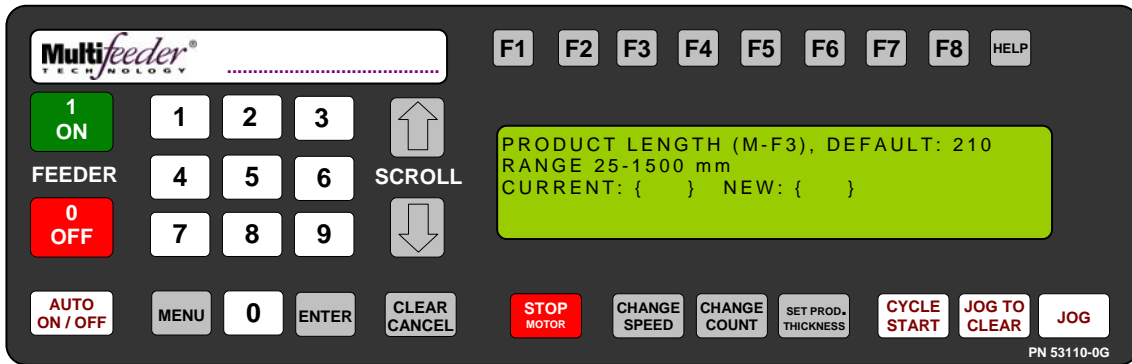 Multifeeder®
TECHNOLOGY
F1 F2 F3 F4 F5 F6 F7 F8 HELP
1
ON
FEEDER
0
OFF
1 2 3
4 5 6
7 8 9
SCROLL
PRODUCT LENGTH (M-F3), DEFAULT: 210
RANGE 25-1500 mm
CURRENT: { } NEW: { }
AUTO
ON / OFF
MENU
0
ENTER
CLEAR
CANCEL
STOP
MOTOR
CHANGE
SPEED
CHANGE
COUNT
SET PROD.
THICKNESS
CYCLE
START
JOG TO
CLEAR
JOG
PN 53110-0G